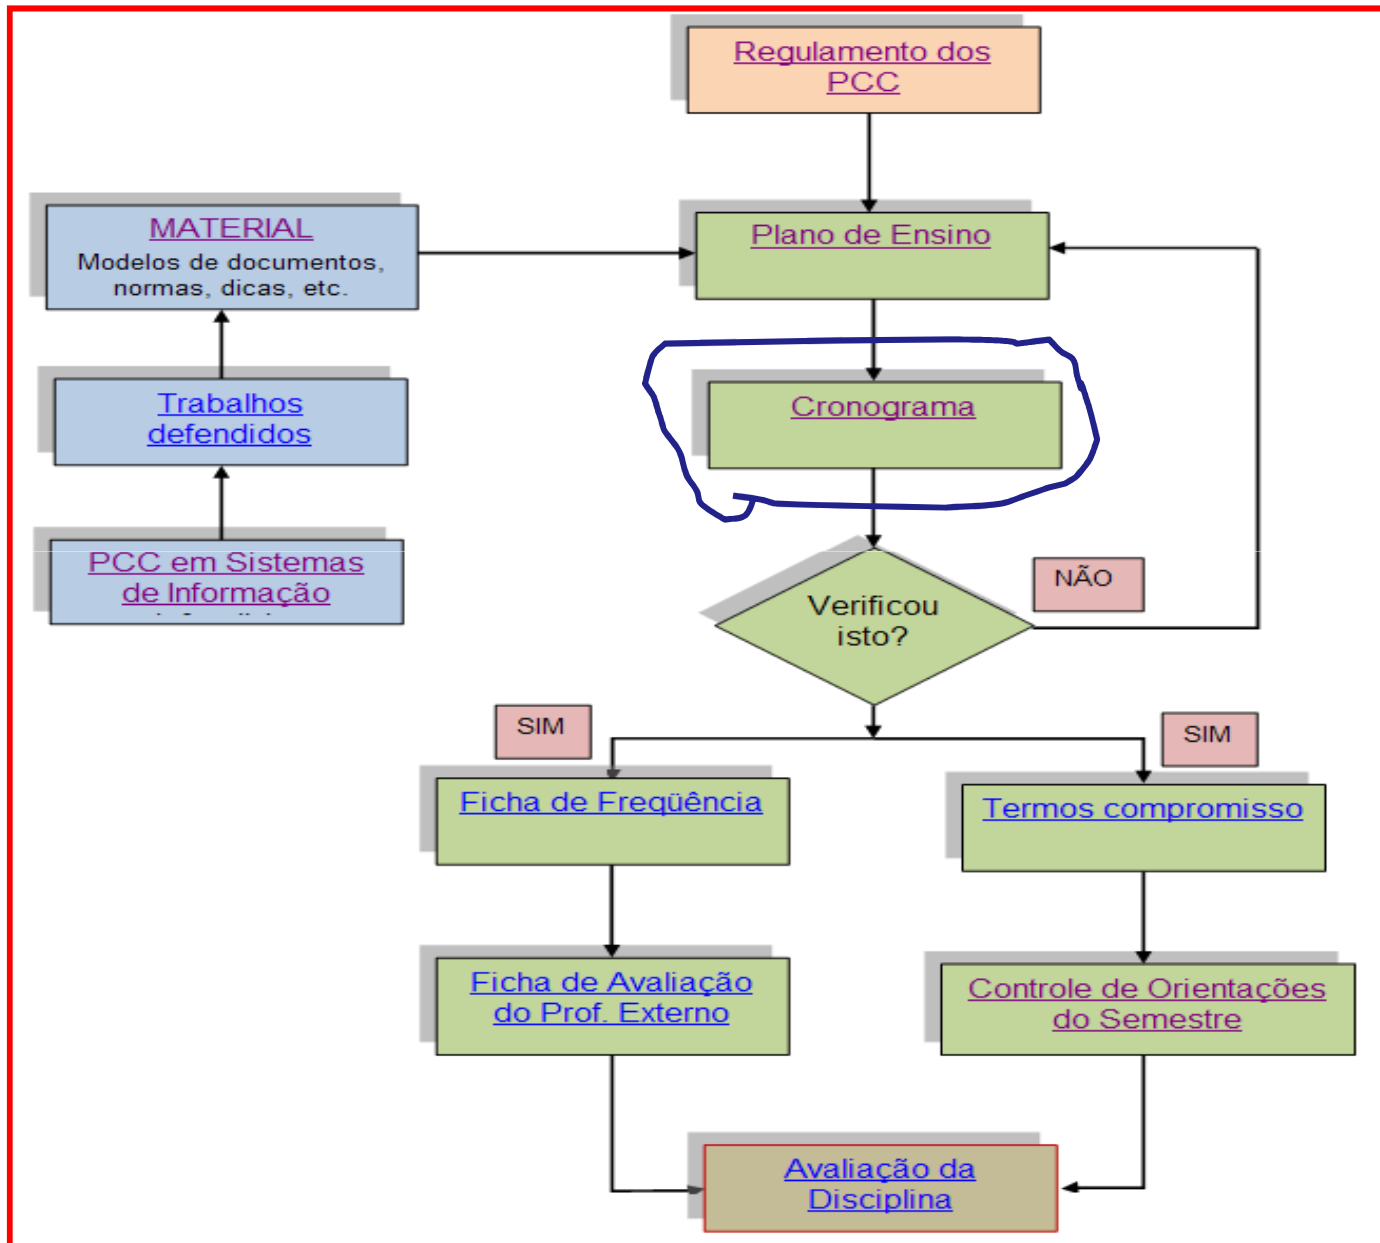 Regulamento dos
PCC
MATERIAL
Modelos de documentos,
normas, dicas, etc.
Plano de Ensino
Trabalhos
defendidos
Cronograma
PCC em Sistemas
de Informação
Verificou
isto?
NÃO
SIM
SIM
Ficha de Freqüência
Termos compromisso
Ficha de Avaliação
do Prof. Externo
Controle de Orientações
do Semestre
Avaliação da
Disciplina